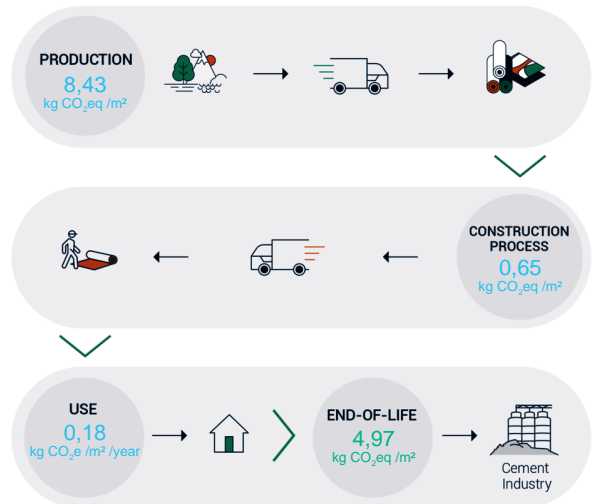 PRODUCTION
8,43
kg CO₂eq /m²
CONSTRUCTION
PROCESS
0,65
kg CO₂eq /m²
USE
0,18
kg CO₂e /m² /year
END-OF-LIFE
4,97
kg CO₂eq /m²
Cement
Industry